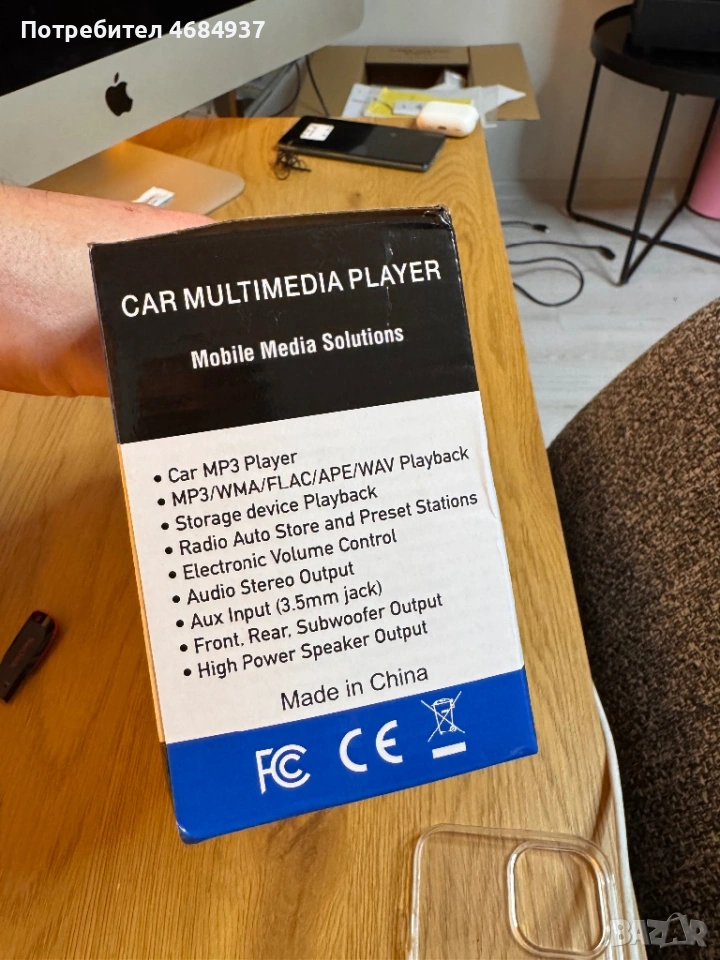 Потребител 4684937
CAR MULTIMEDIA PLAYER
Mobile Media Solutions
• Car MP3 Player
• MP3/WMA/FLAC/APE/WAV Playback
• Storage device Playback
• Radio Auto Store and Preset Stations
• Electronic Volume Control
• Audio Stereo Output
• Aux Input (3.5mm jack)
• Front, Rear, Subwoofer Output
• High Power Speaker Output
Made in China
FC CE
BAZAR